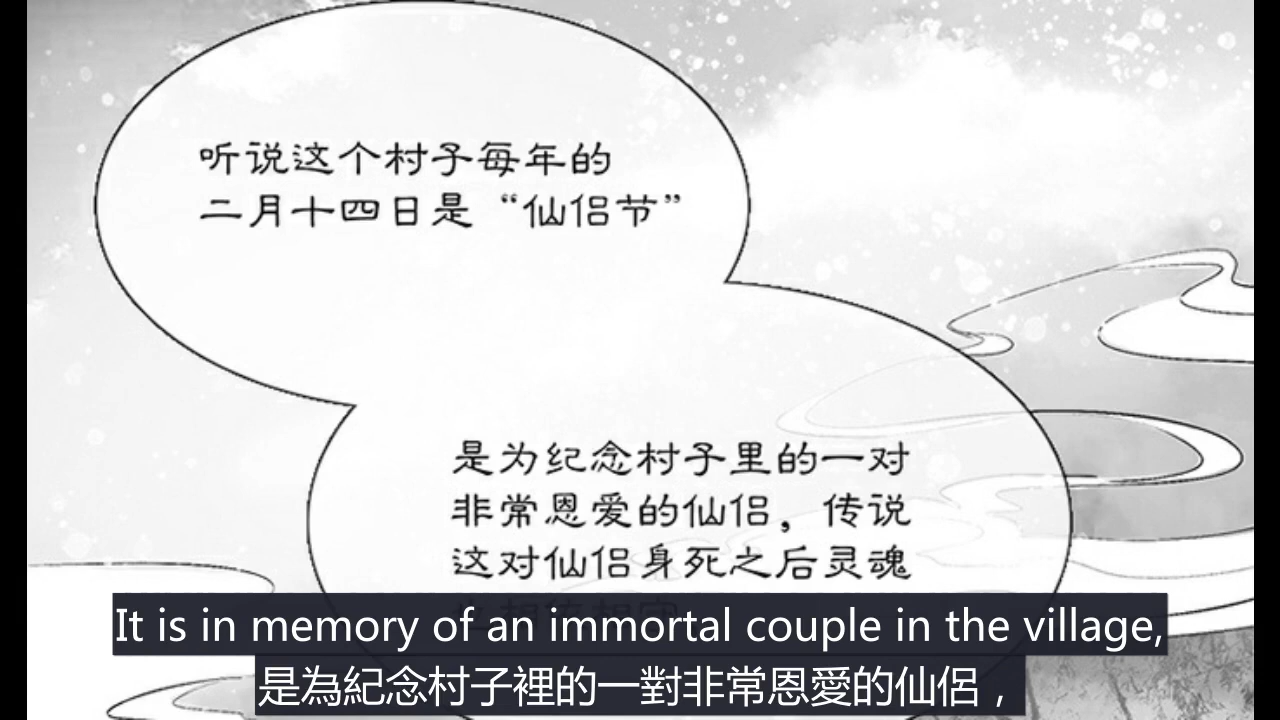 听说这个村子每年的
二月十四日是“仙侣节”
是为纪念村子里的一对
非常恩爱的仙侣，传说
这对仙侣身死之后灵魂
It is in memory of an immortal couple in the village,
是為紀念村子裡的一對非常恩愛的仙侶，